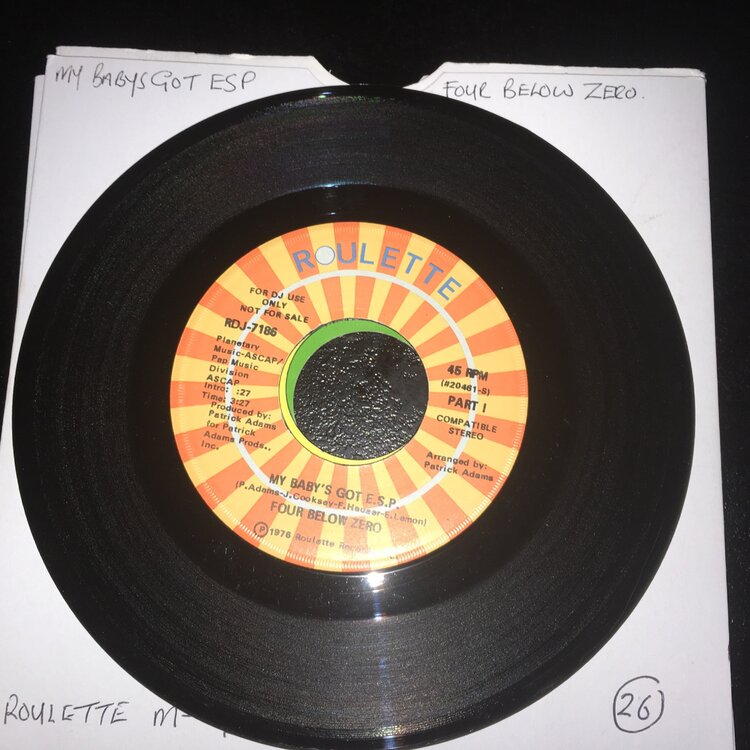 MY BABYS GOT ESP
FOUR BELOW ZERO.
ROULETTE
FOR DJ USE
ONLY
NOT FOR SALE
RDJ-7186
Planetary
Music-ASCAP/
Pap Music
Division
ASCAP
Intro: :27
Time: 3:27
Produced by:
Patrick Adams
for Patrick
Adams Prods.,
Inc.
45 RPM
(#20461-S)
PART I
COMPATIBLE
STEREO
Arranged by:
Patrick Adams
MY BABY'S GOT E.S.P.
(P.Adams-J.Cooksey-F.Hauser-E.Lemon)
FOUR BELOW ZERO
Ⓟ 1976 Roulette
ROULETTE M-
26